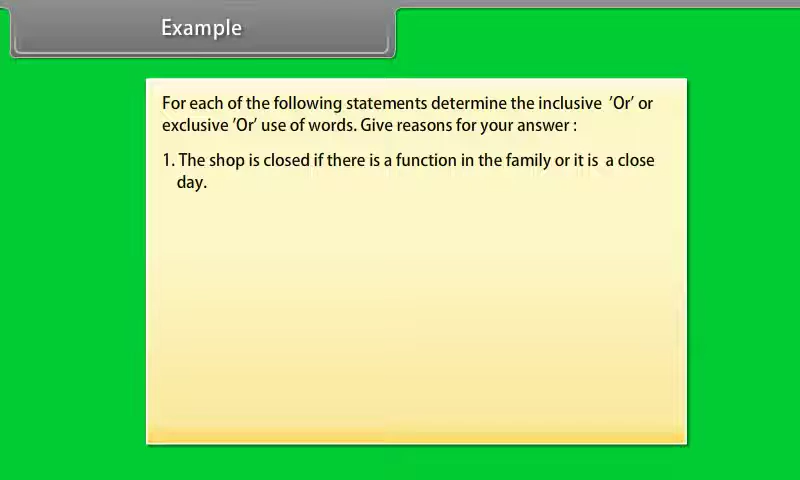 Example
For each of the following statements determine the inclusive 'Or' or
exclusive 'Or' use of words. Give reasons for your answer :
1. The shop is closed if there is a function in the family or it is a close
day.